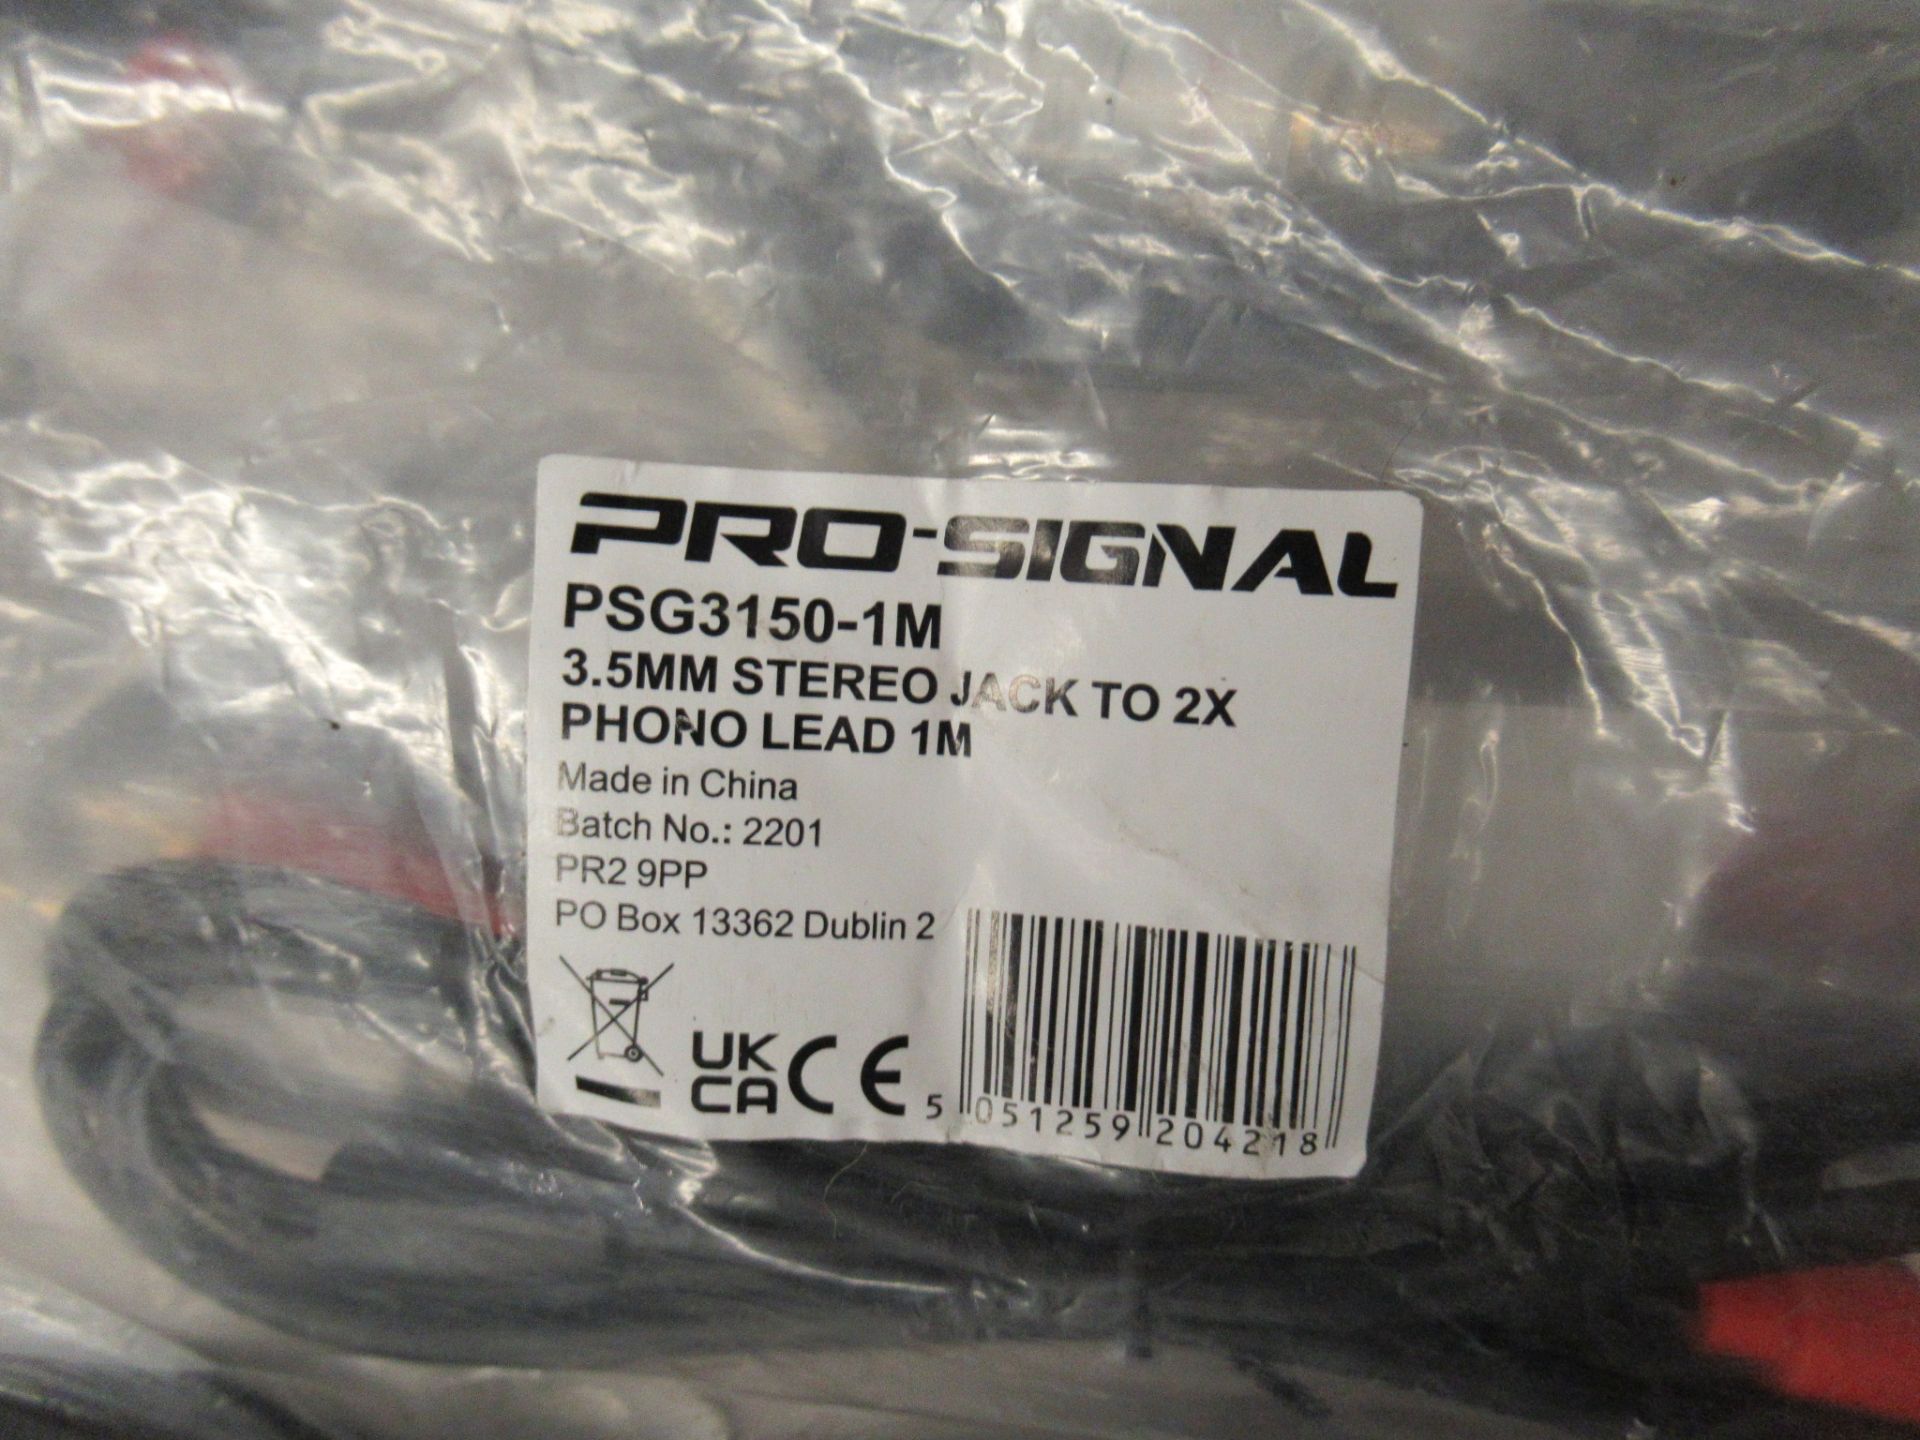 PRO-SIGNAL
PSG3150-1M
3.5MM STEREO JACK TO 2X
PHONO LEAD 1M
Made in China
Batch No.: 2201
PR2 9PP
PO Box 13362 Dublin 2
UK
CA CE
5 051259 204218